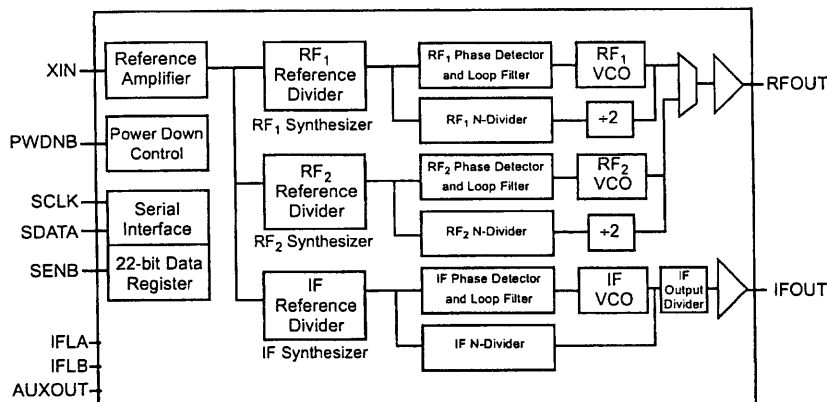 XIN
PWDNB
SCLK
SDATA
SENB
IFLA
IFLB
AUXOUT
Reference
Amplifier
Power Down
Control
Serial
Interface
22-bit Data
Register
RF₁
Reference
Divider
RF₁ Synthesizer
RF₁ Phase Detector
and Loop Filter
RF₁
VCO
RF₁ N-Divider
÷2
RF₂
Reference
Divider
RF₂ Synthesizer
RF₂ Phase Detector
and Loop Filter
RF₂
VCO
RF₂ N-Divider
÷2
IF
Reference
Divider
IF Synthesizer
IF Phase Detector
and Loop Filter
IF
VCO
IF
Output
Divider
IF N-Divider
RFOUT
IFOUT